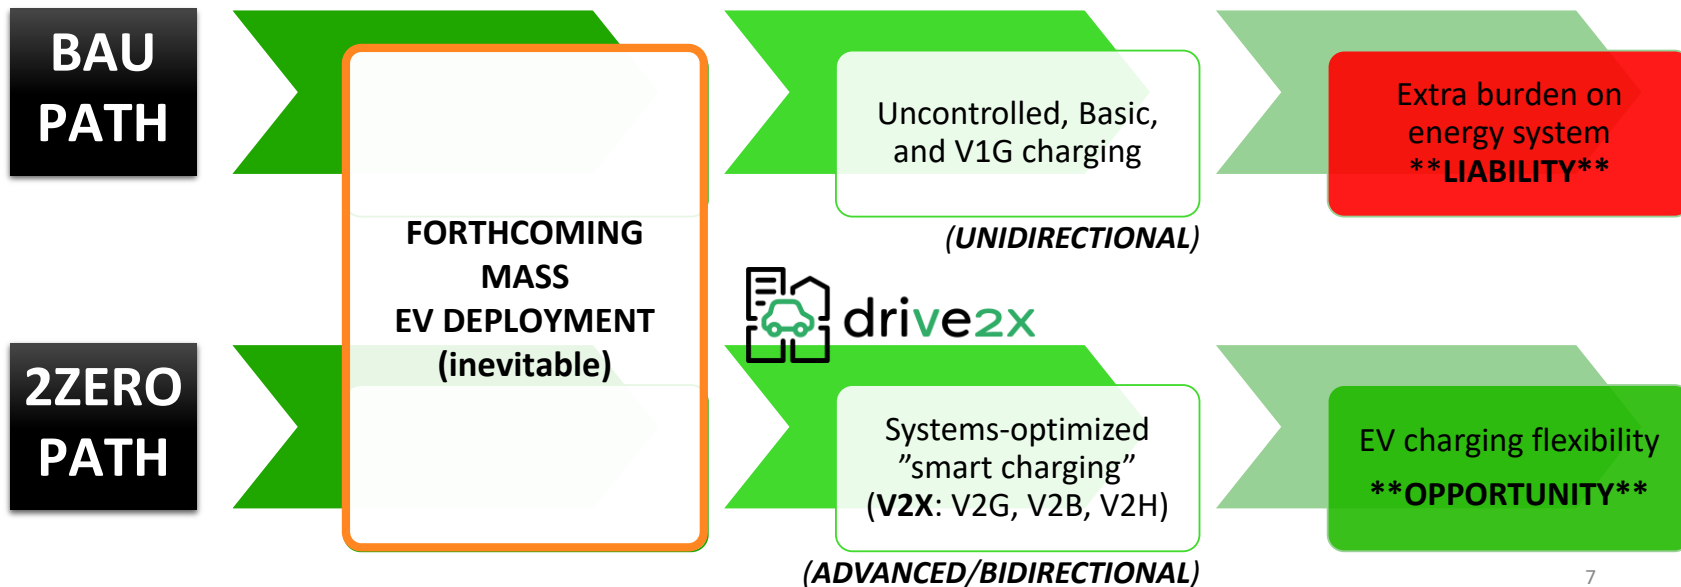 BAU
PATH
Uncontrolled, Basic,
and V1G charging
Extra burden on
energy system
**LIABILITY**
(UNIDIRECTIONAL)
FORTHCOMING
MASS
EV DEPLOYMENT
(inevitable)
drive2x
2ZERO
PATH
Systems-optimized
”smart charging”
(V2X: V2G, V2B, V2H)
EV charging flexibility
**OPPORTUNITY**
(ADVANCED/BIDIRECTIONAL)
7